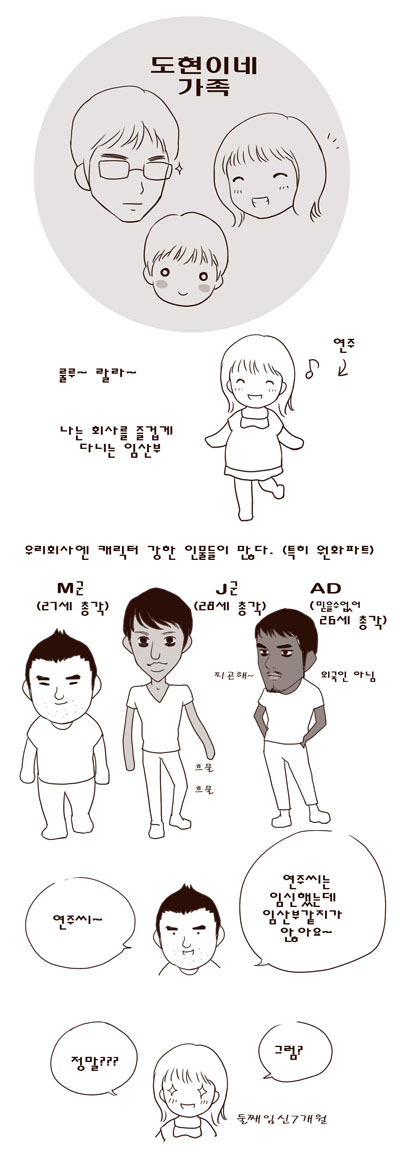 도현이네
가족
연주
룰루~ 랄라~
나는 회사를 즐겁게
다니는 임산부
우리회사엔 캐릭터 강한 인물들이 많다. (특히 원화파트)
M군
(27세 총각)
J군
(28세 총각)
AD
(믿을수없어
26세 총각)
피곤해~
외국인 아님
흐물
흐물
연주씨~
연주씨는
임신했는데
임산부같지가
않아요~
정말???
그럼?
둘째임신7개월